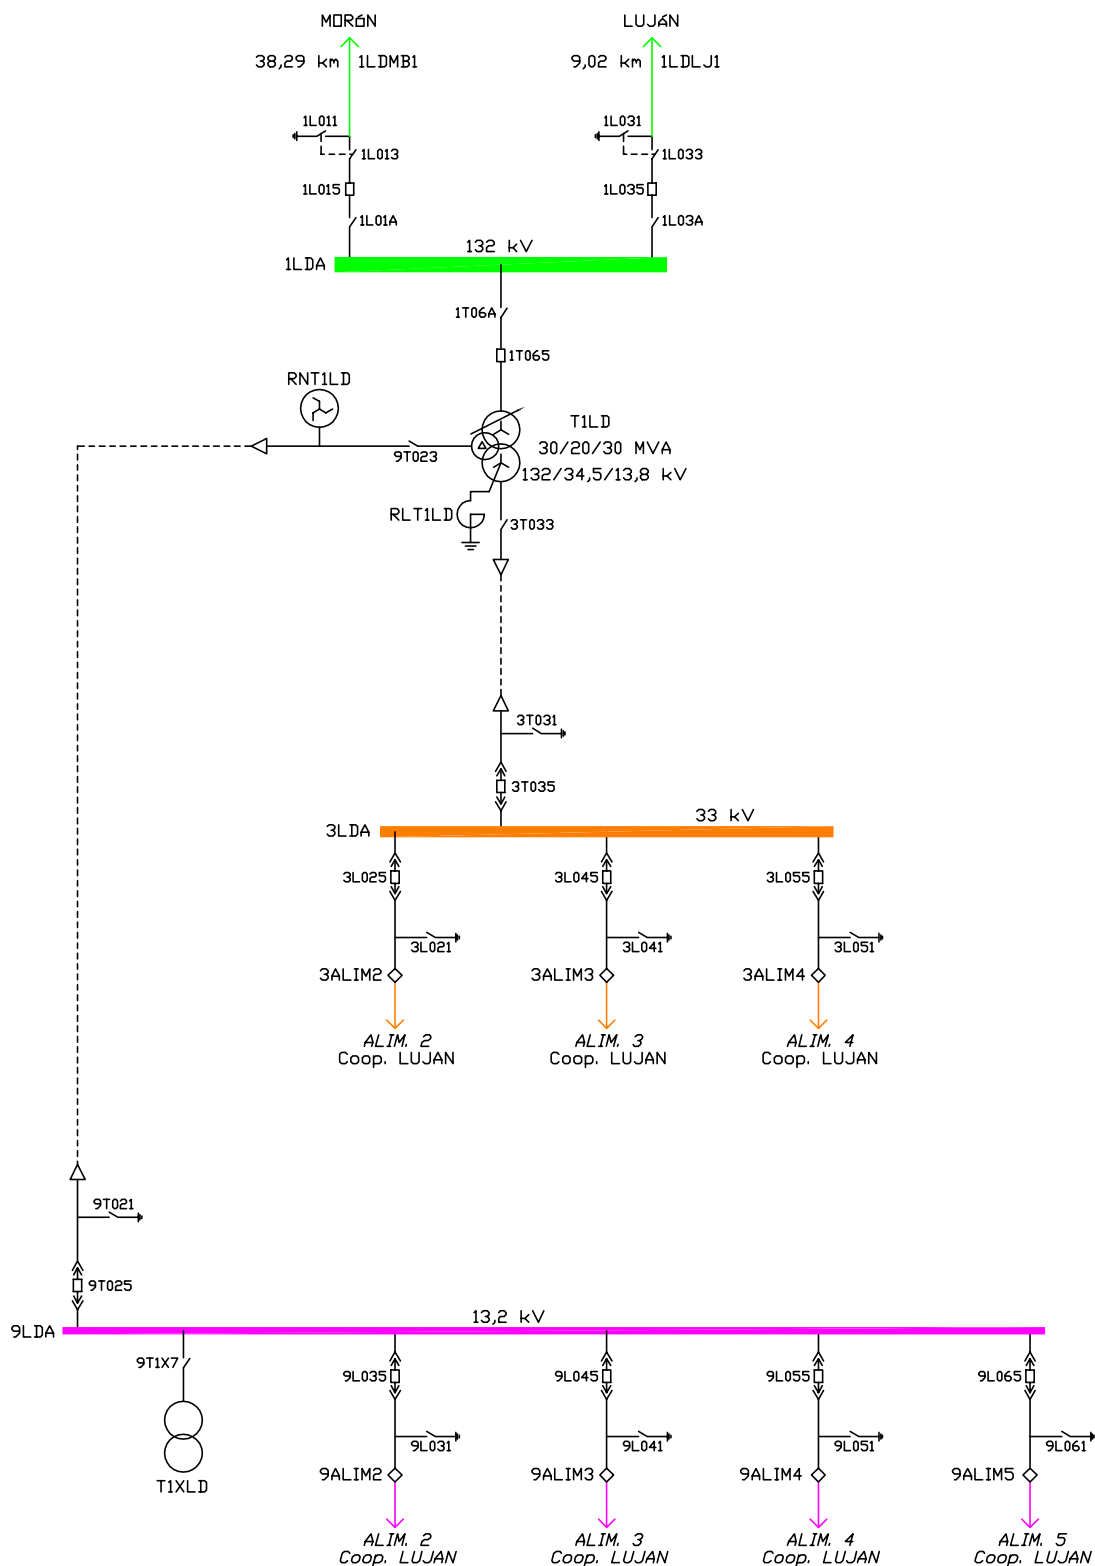 MORÓN
LUJÁN
38,29 km
1LDMB1
9,02 km
1LDLJ1
1L011
1L031
1L013
1L033
1L015
1L035
1L01A
1L03A
132 kV
1LDA
1T06A
1T065
RNT1LD
T1LD
9T023
30/20/30 MVA
132/34,5/13,8 kV
RLT1LD
3T033
3T031
3T035
33 kV
3LDA
3L025
3L045
3L055
3L021
3L041
3L051
3ALIM2
3ALIM3
3ALIM4
ALIM. 2
Coop. LUJAN
ALIM. 3
Coop. LUJAN
ALIM. 4
Coop. LUJAN
9T021
9T025
13,2 kV
9LDA
9T1X7
9L035
9L045
9L055
9L065
9L031
9L041
9L051
9L061
T1XLD
9ALIM2
9ALIM3
9ALIM4
9ALIM5
ALIM. 2
Coop. LUJAN
ALIM. 3
Coop. LUJAN
ALIM. 4
Coop. LUJAN
ALIM. 5
Coop. LUJAN